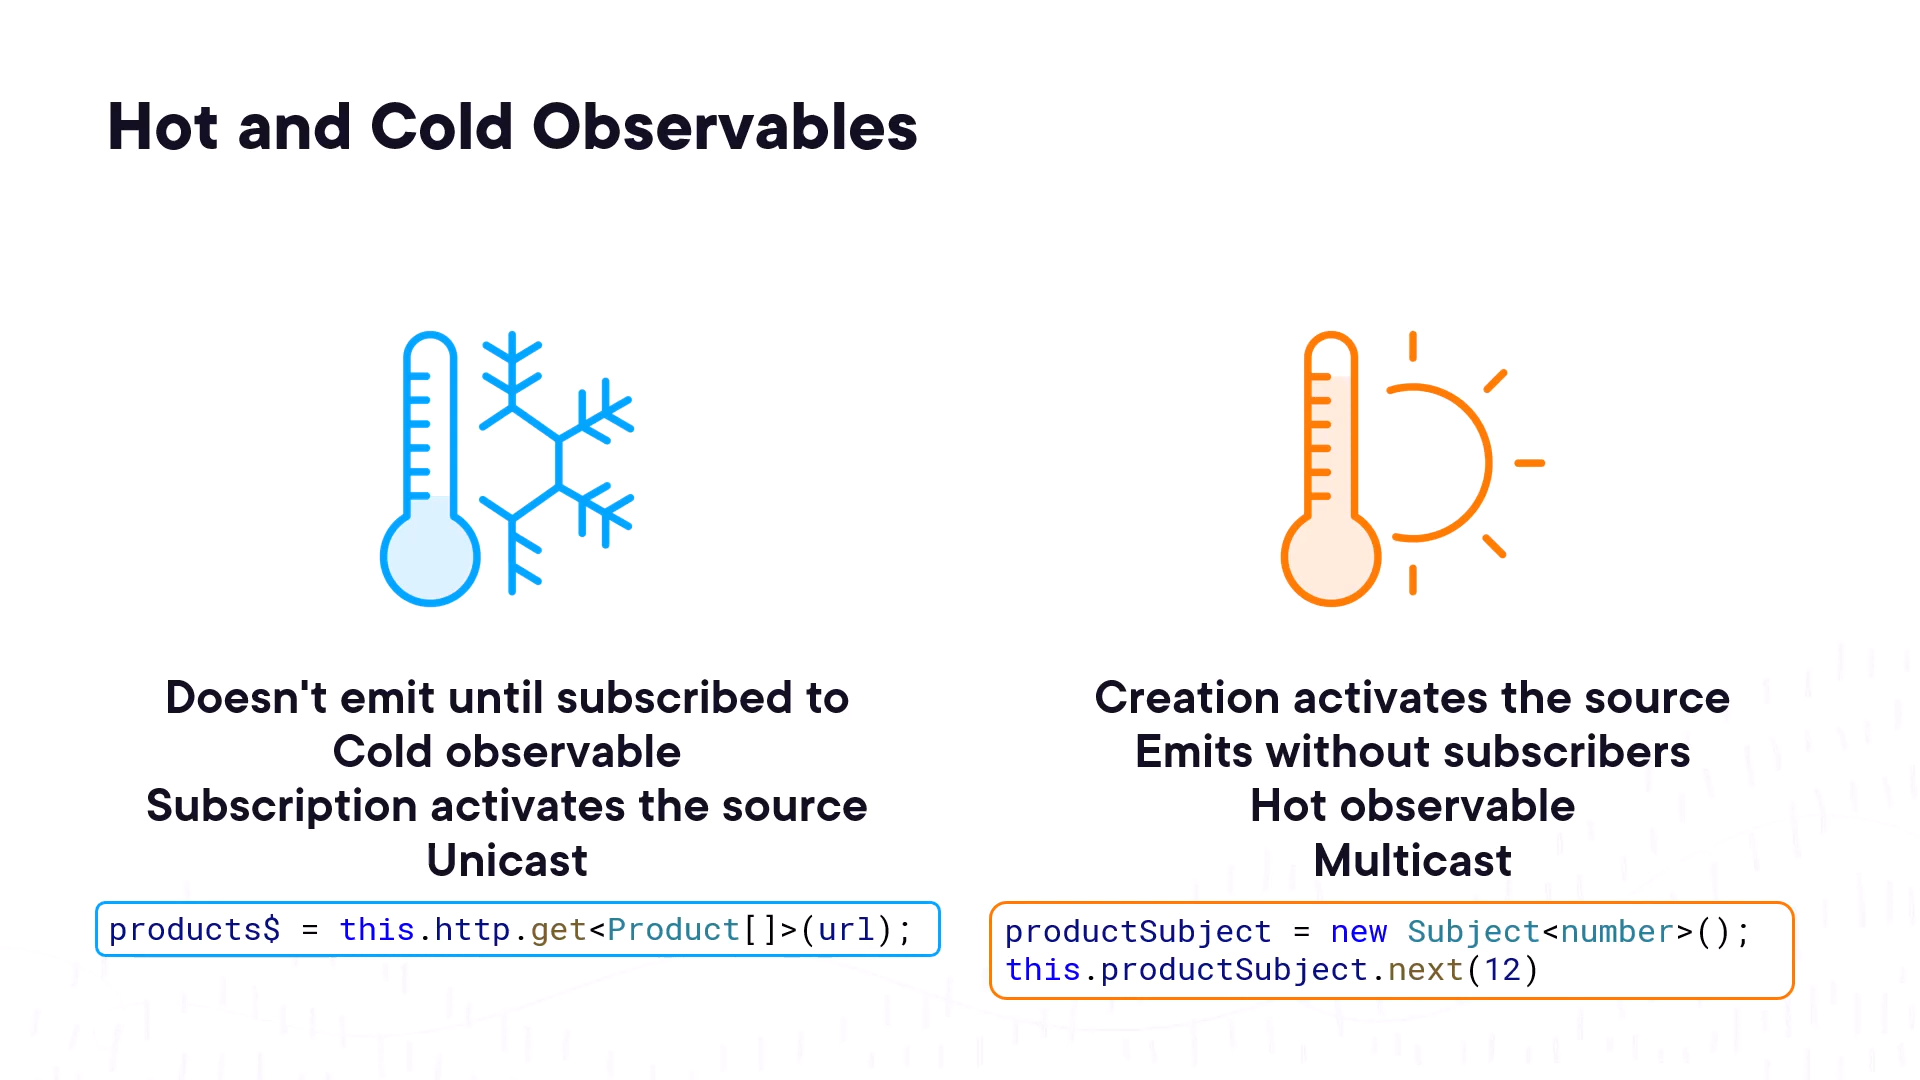 Hot and Cold Observables
Doesn't emit until subscribed to
Cold observable
Subscription activates the source
Unicast
products$ = this.http.get<Product[]>(url);
Creation activates the source
Emits without subscribers
Hot observable
Multicast
productSubject = new Subject<number>();
this.productSubject.next(12)